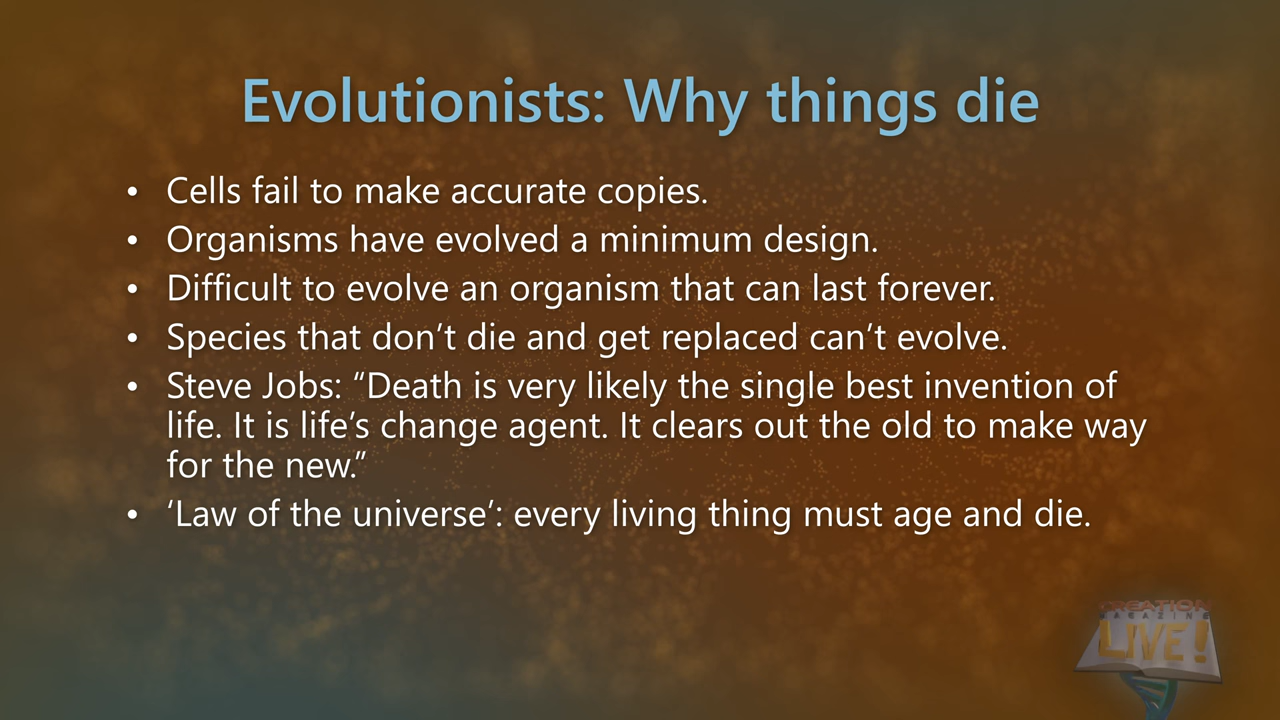 Evolutionists: Why things die
• Cells fail to make accurate copies.
• Organisms have evolved a minimum design.
• Difficult to evolve an organism that can last forever.
• Species that don’t die and get replaced can’t evolve.
• Steve Jobs: “Death is very likely the single best invention of
life. It is life’s change agent. It clears out the old to make way
for the new.”
• ‘Law of the universe’: every living thing must age and die.
CREATION
MAGAZINE
LIVE!